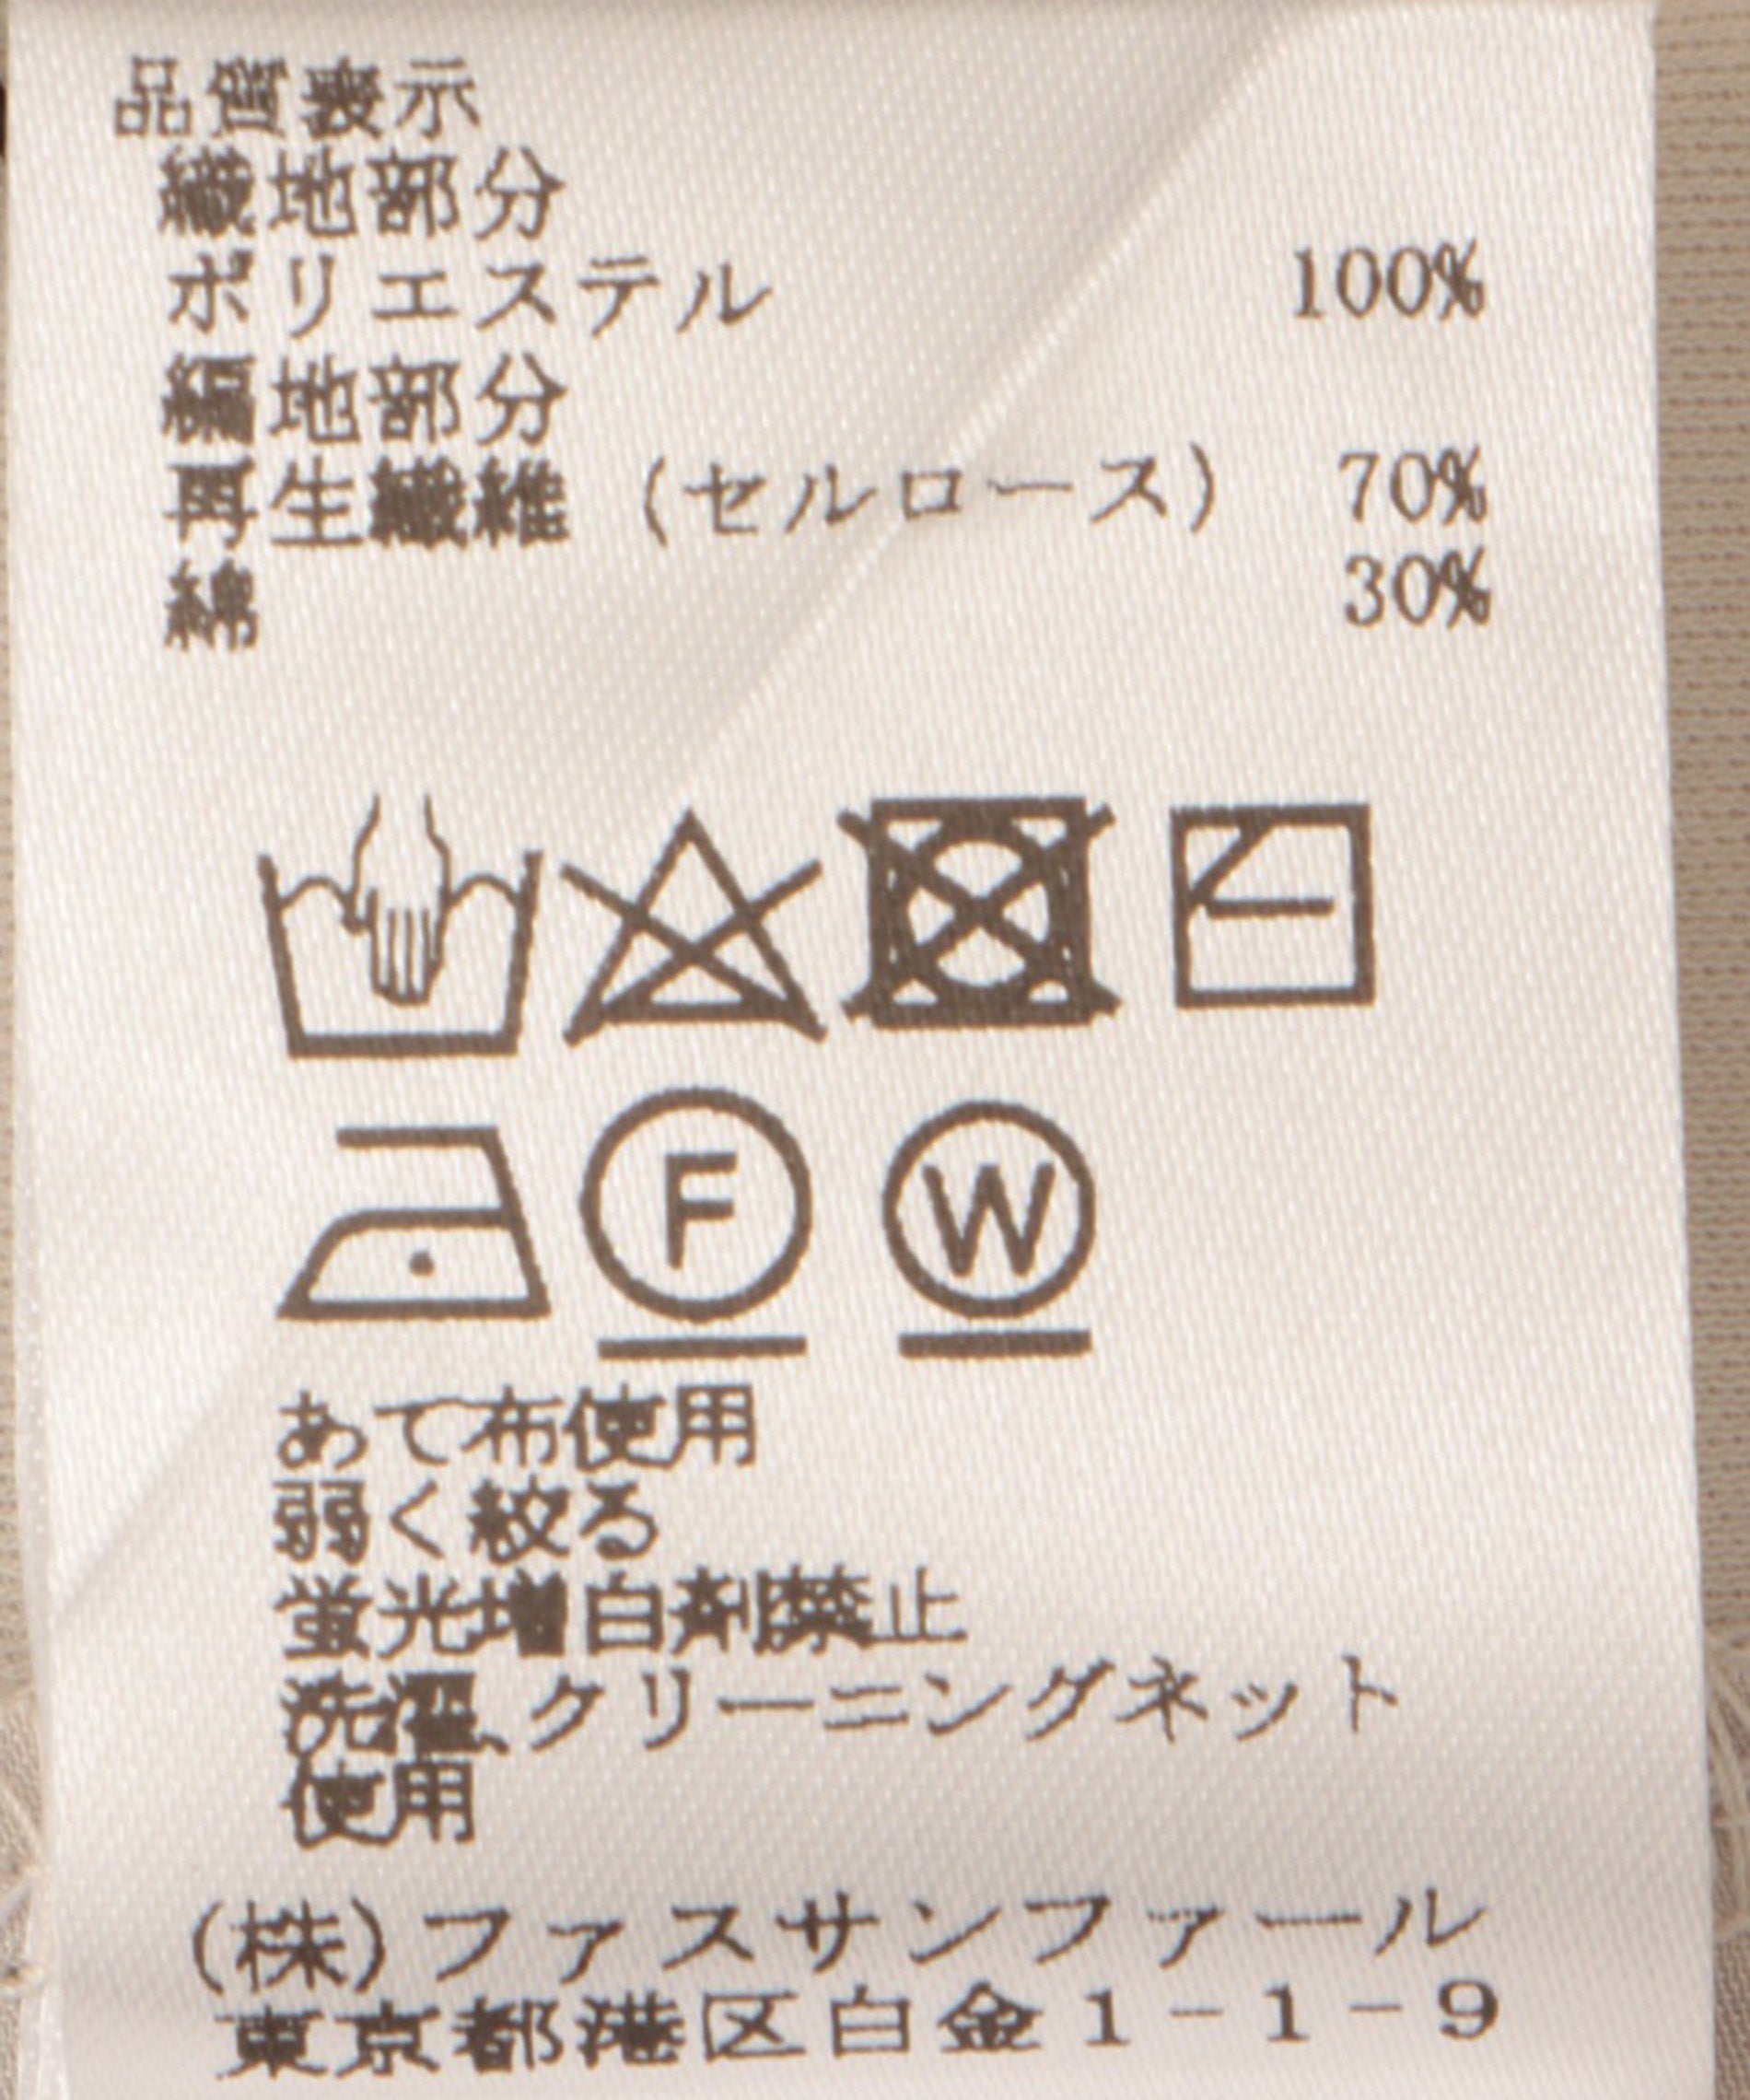 品質表示
織地部分
ポリエステル 100%
編地部分
再生繊維 (セルロース) 70%
綿 30%
F W
あて布使用
弱く絞る
蛍光増白剤禁止
洗濯、クリーニングネット
使用
(株)ファスサンファール
東京都港区白金1-1-9